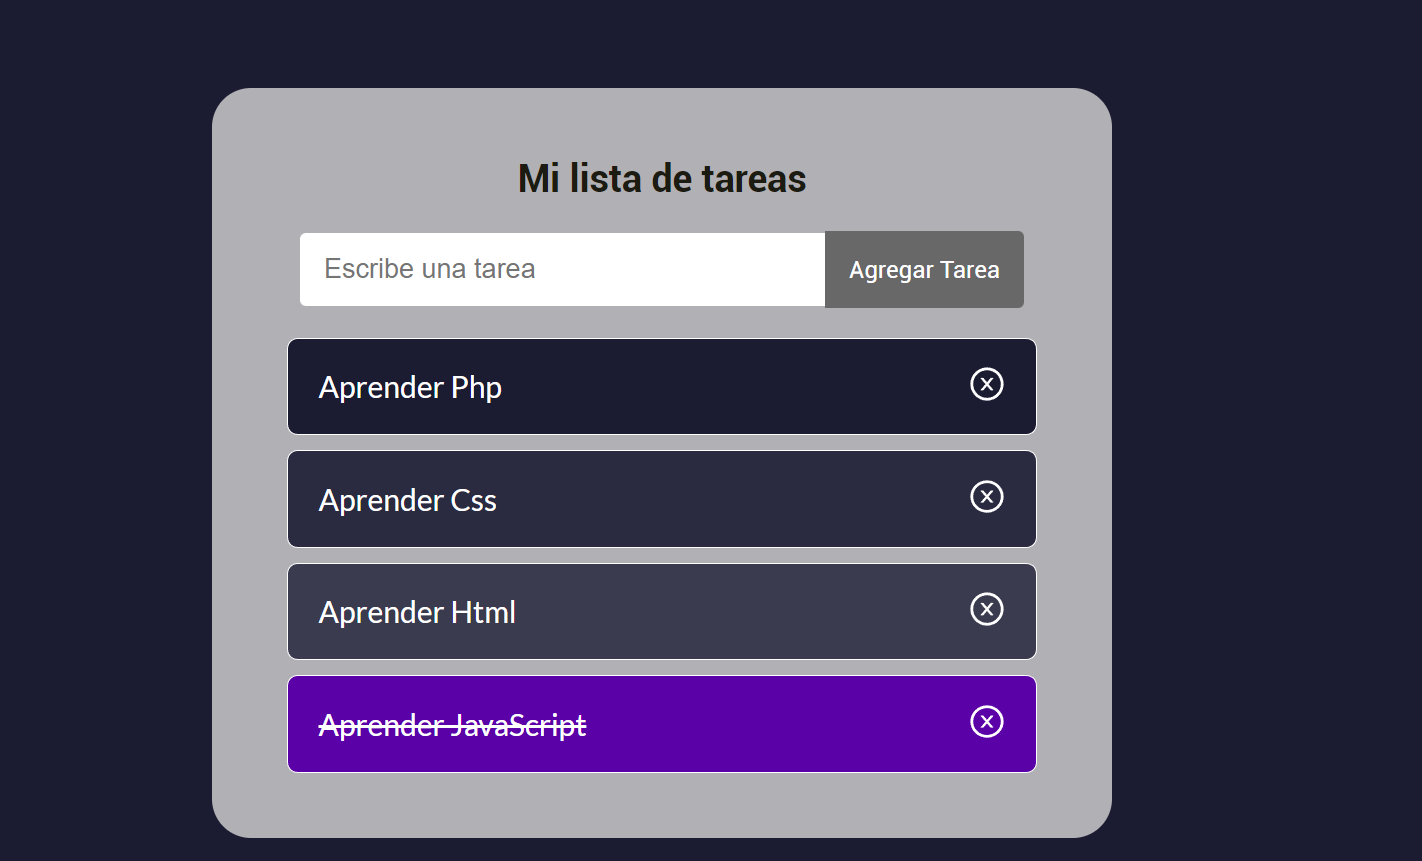 Mi lista de tareas
Escribe una tarea
Agregar Tarea
Aprender Php
Aprender Css
Aprender Html
Aprender JavaScript